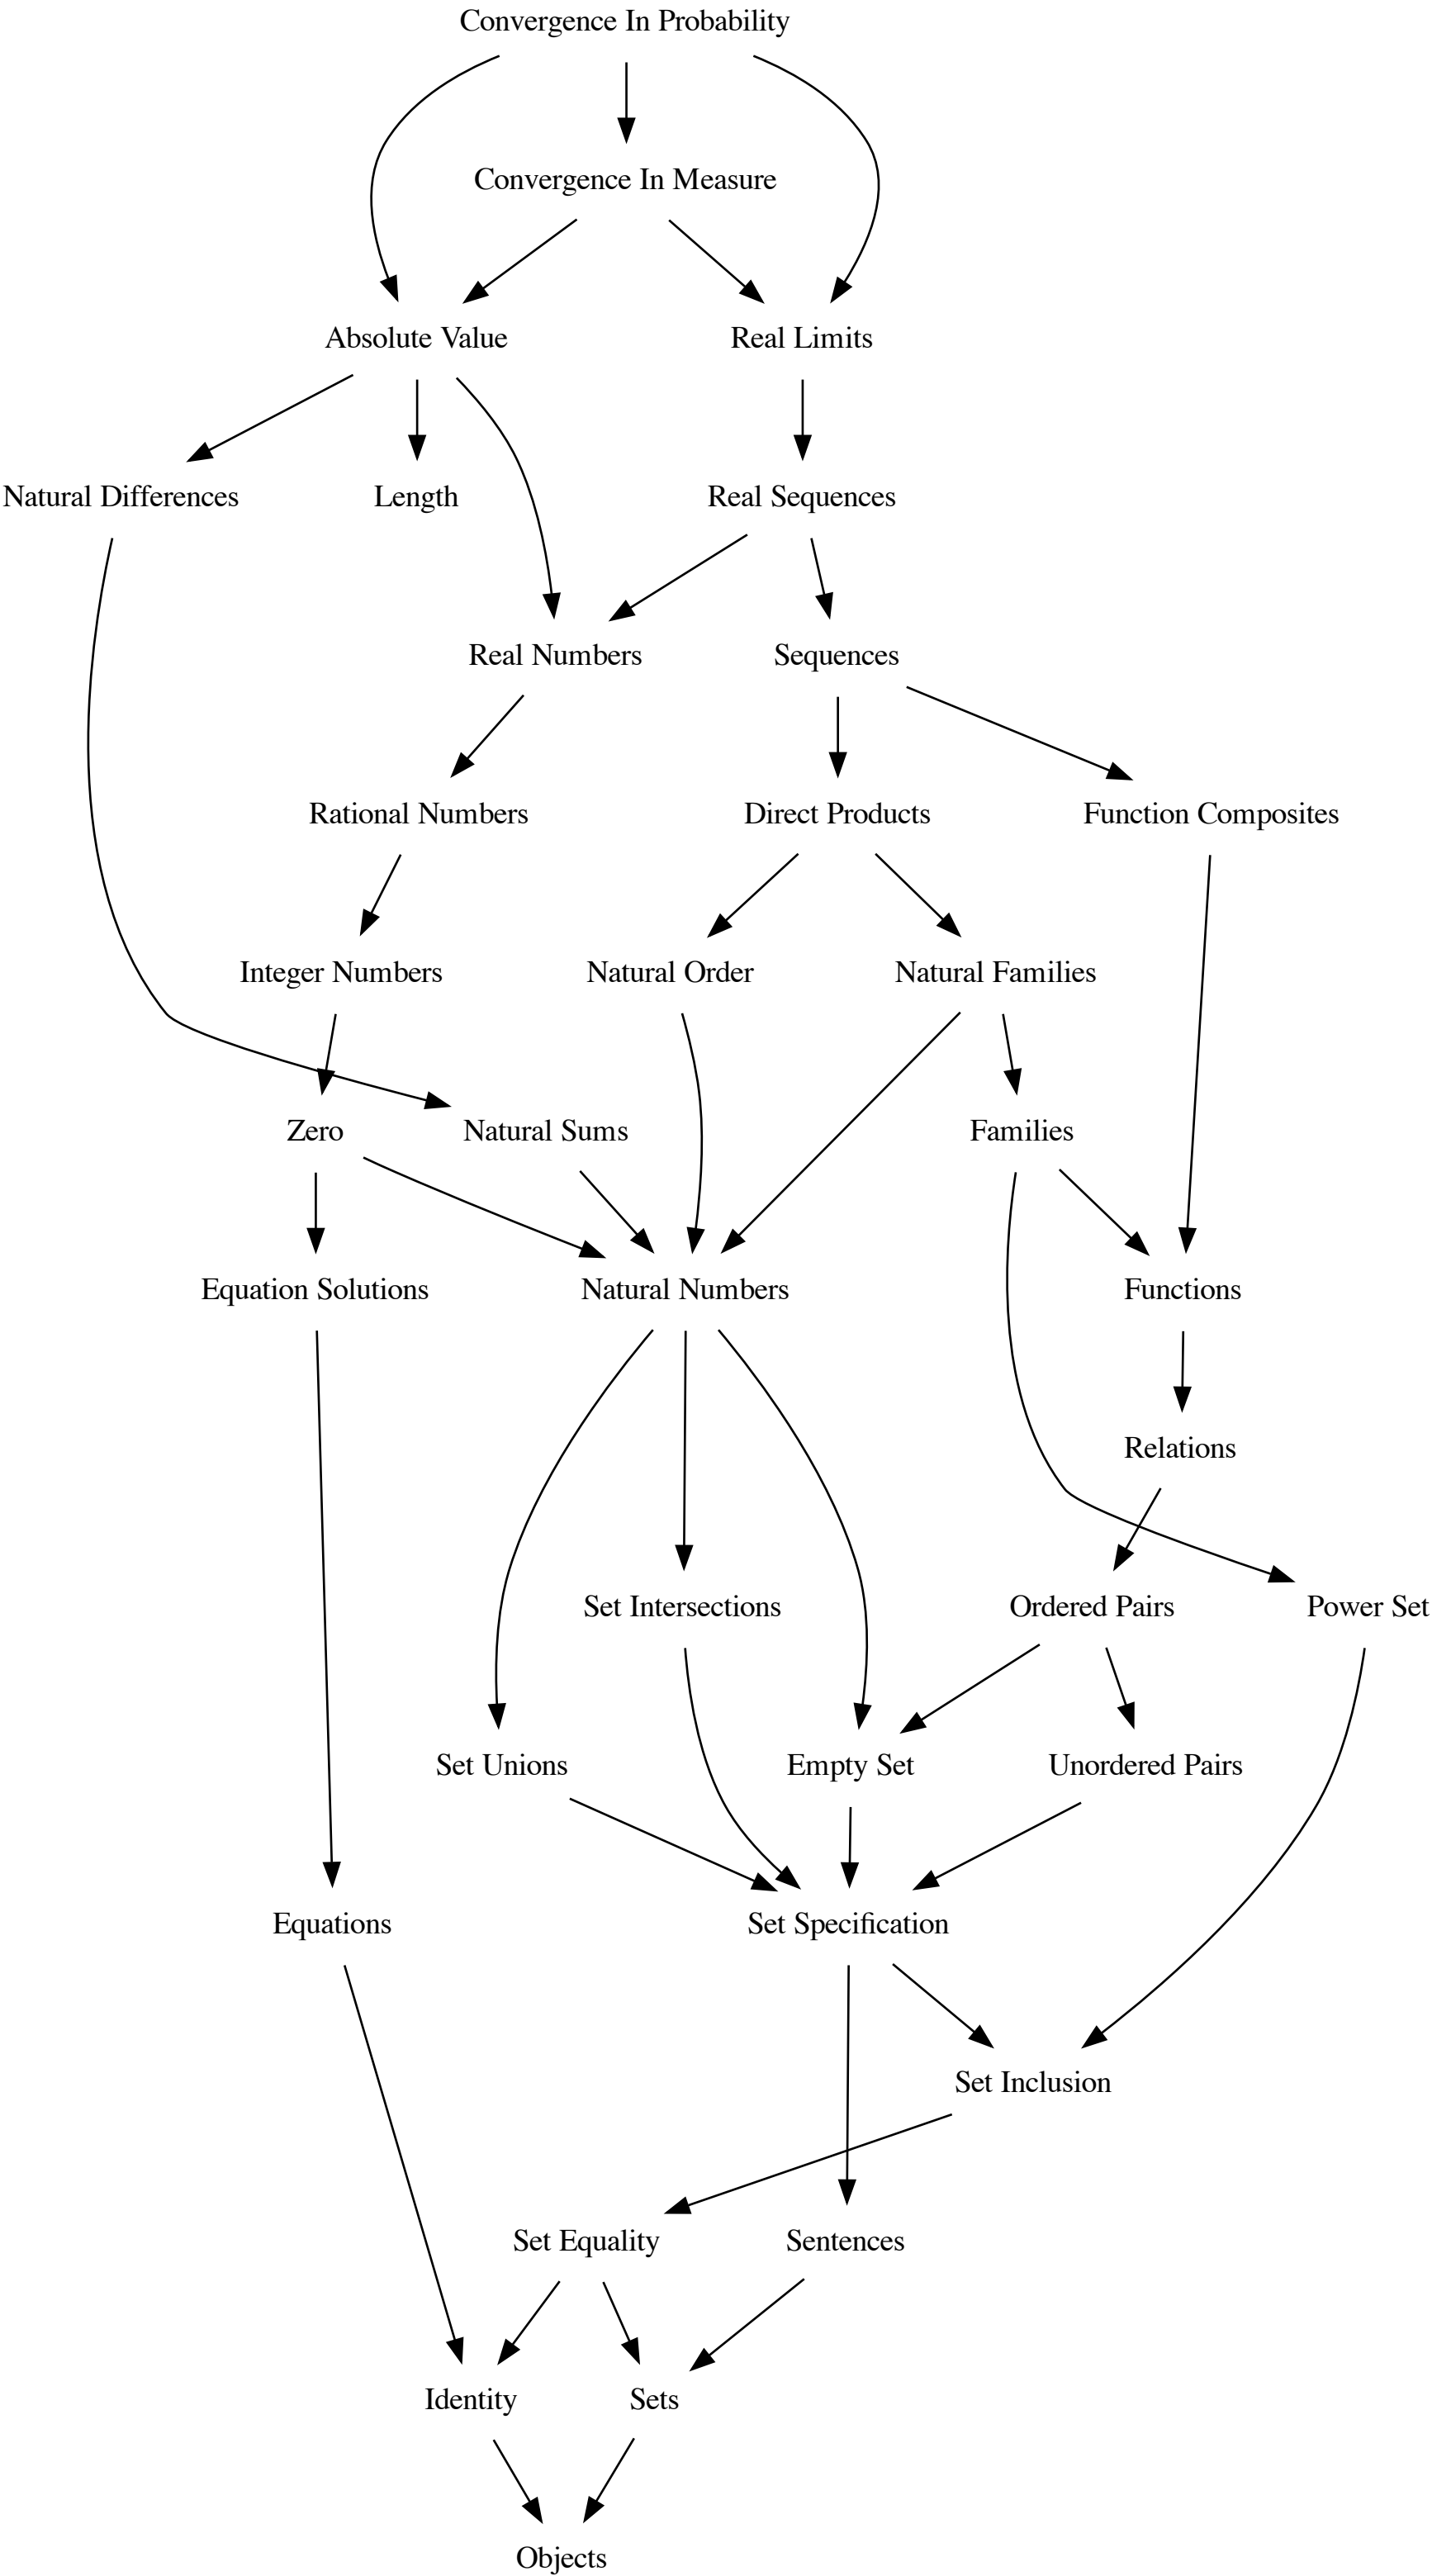 Convergence In Probability
Convergence In Measure
Absolute Value
Real Limits
Natural Differences
Length
Real Sequences
Real Numbers
Sequences
Rational Numbers
Direct Products
Function Composites
Integer Numbers
Natural Order
Natural Families
Zero
Natural Sums
Families
Equation Solutions
Natural Numbers
Functions
Relations
Set Intersections
Ordered Pairs
Power Set
Set Unions
Empty Set
Unordered Pairs
Equations
Set Specification
Set Inclusion
Set Equality
Sentences
Identity
Sets
Objects